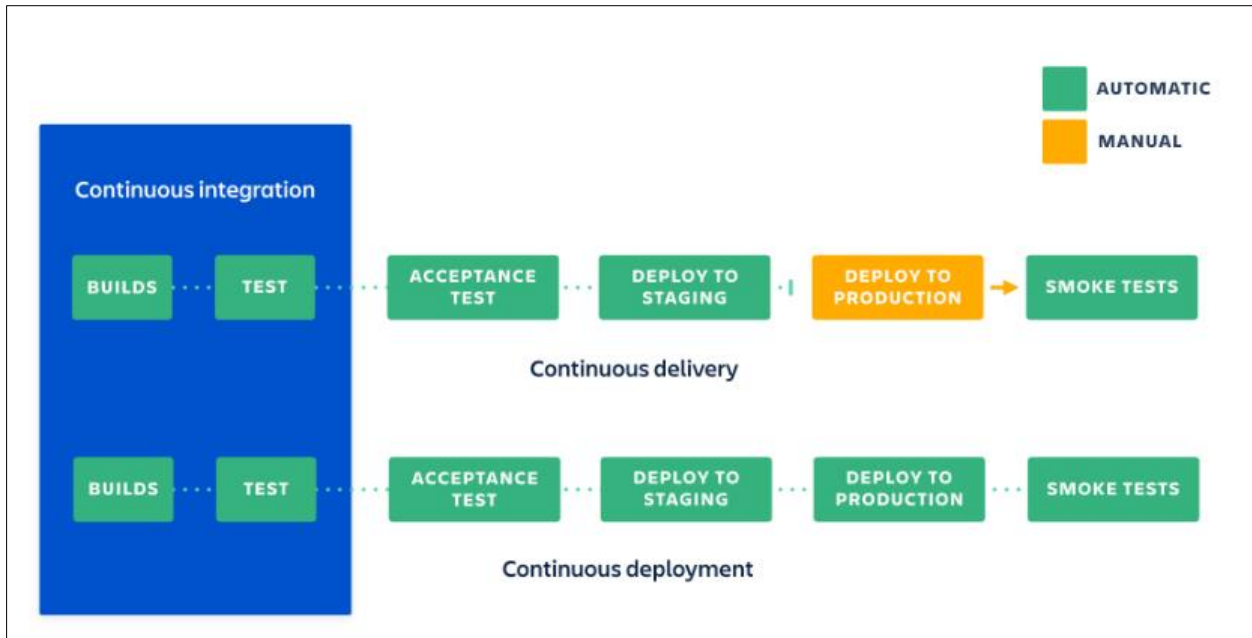 AUTOMATIC
MANUAL
Continuous integration
BUILDS
TEST
ACCEPTANCE
TEST
DEPLOY TO
STAGING
DEPLOY TO
PRODUCTION
SMOKE TESTS
Continuous delivery
BUILDS
TEST
ACCEPTANCE
TEST
DEPLOY TO
STAGING
DEPLOY TO
PRODUCTION
SMOKE TESTS
Continuous deployment